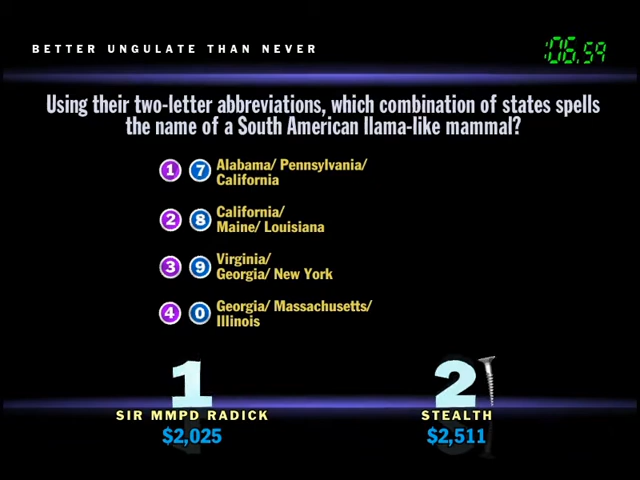 BETTER UNGULATE THAN NEVER
:06.59
Using their two-letter abbreviations, which combination of states spells
the name of a South American llama-like mammal?
1 7 Alabama/ Pennsylvania/
California
2 8 California/
Maine/ Louisiana
3 9 Virginia/
Georgia/ New York
4 0 Georgia/ Massachusetts/
Illinois
1 2
SIR MMPD RADICK STEALTH
$2,025 $2,511